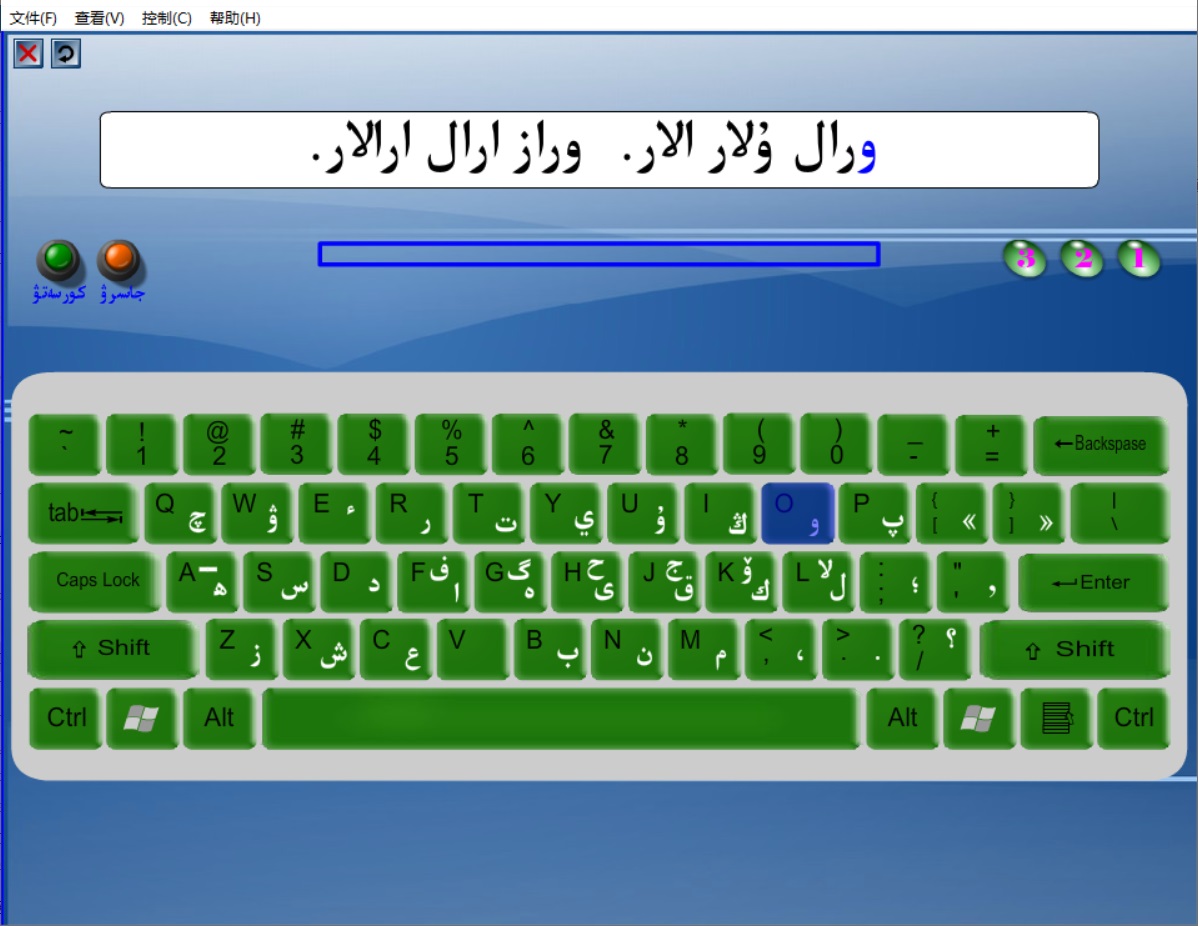 文件(F) 查看(V) 控制(C) 帮助(H)
ورال ۇلار الار. وراز ارال ارالار.
كورسەتۋ جاسرۋ
3 2 1
~ ` ! 1 @ 2 # 3 $ 4 % 5 ^ 6 & 7 * 8 ( 9 ) 0 _ - + = ←Backspase
tab Q چ W ۋ E ء R ر T ت Y ي U ۇ I ڭ O و P پ { [ » } ] « | \
Caps Lock A ھ S س D د F ف ا G گ ە H ح ى J ج ق K ۆ ك L لا ل : ; ؛ " ' , Enter
⇧ Shift Z ز X ش C ع V B ب N ن M م < , ، > . . ? / ؟ ⇧ Shift
Ctrl Alt Alt Ctrl